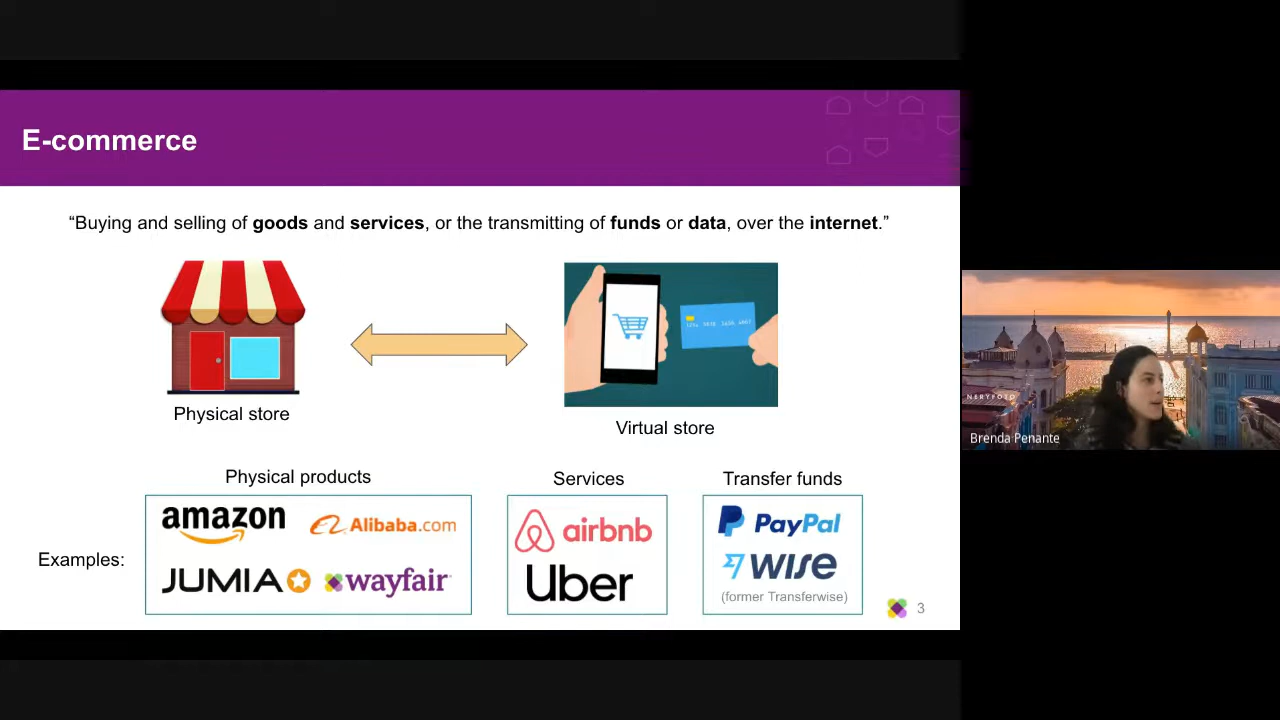 E-commerce
“Buying and selling of goods and services, or the transmitting of funds or data, over the internet.”
Physical store
Virtual store
NERYFOTO
Brenda Penante
Physical products
Services
Transfer funds
Examples:
amazon
Alibaba.com
JUMIA
wayfair
airbnb
Uber
PayPal
WISE
(former Transferwise)
3